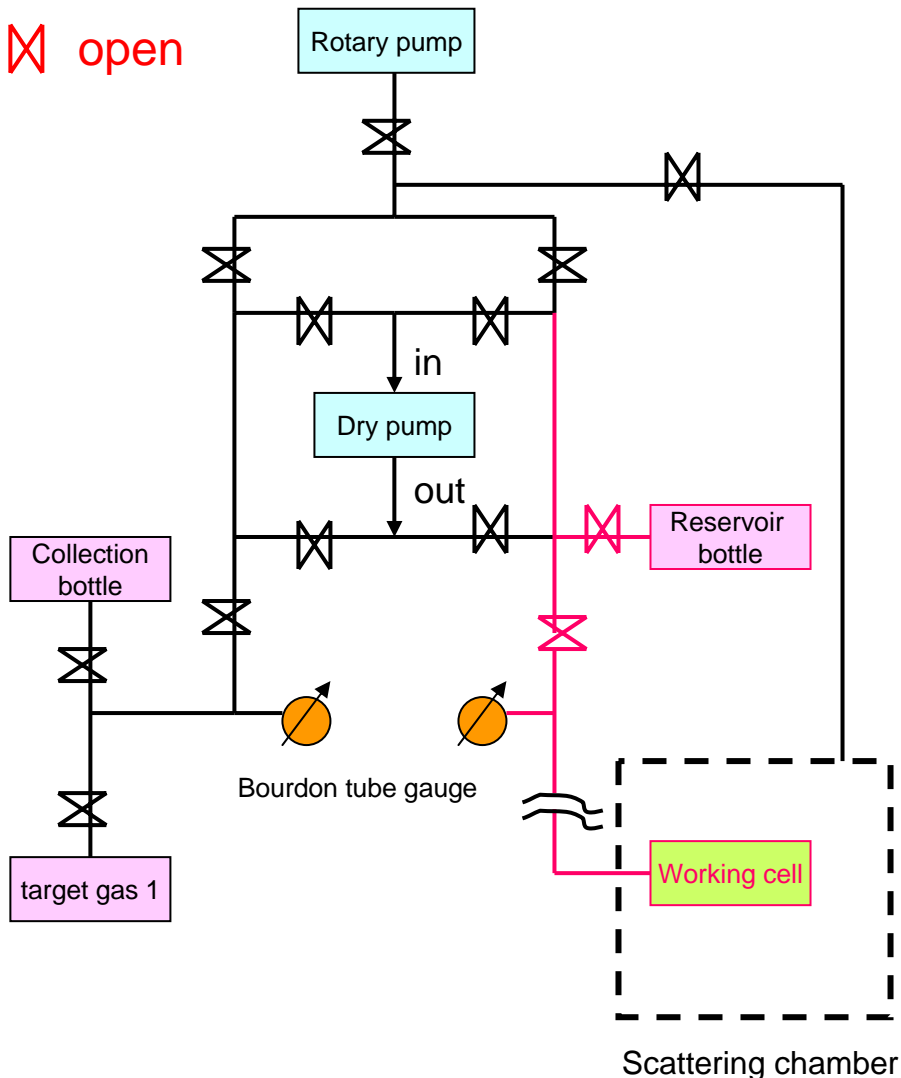 open
Rotary pump
in
Dry pump
out
Reservoir
bottle
Collection
bottle
Bourdon tube gauge
Working cell
target gas 1
Scattering chamber